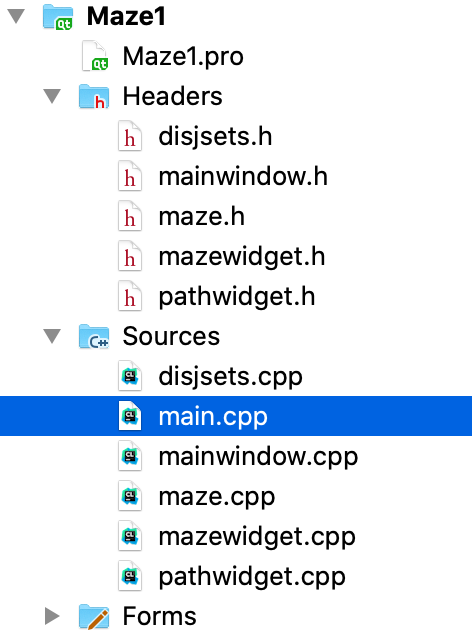 Maze1
Maze1.pro
Headers
disjsets.h
mainwindow.h
maze.h
mazewidget.h
pathwidget.h
Sources
disjsets.cpp
main.cpp
mainwindow.cpp
maze.cpp
mazewidget.cpp
pathwidget.cpp
Forms